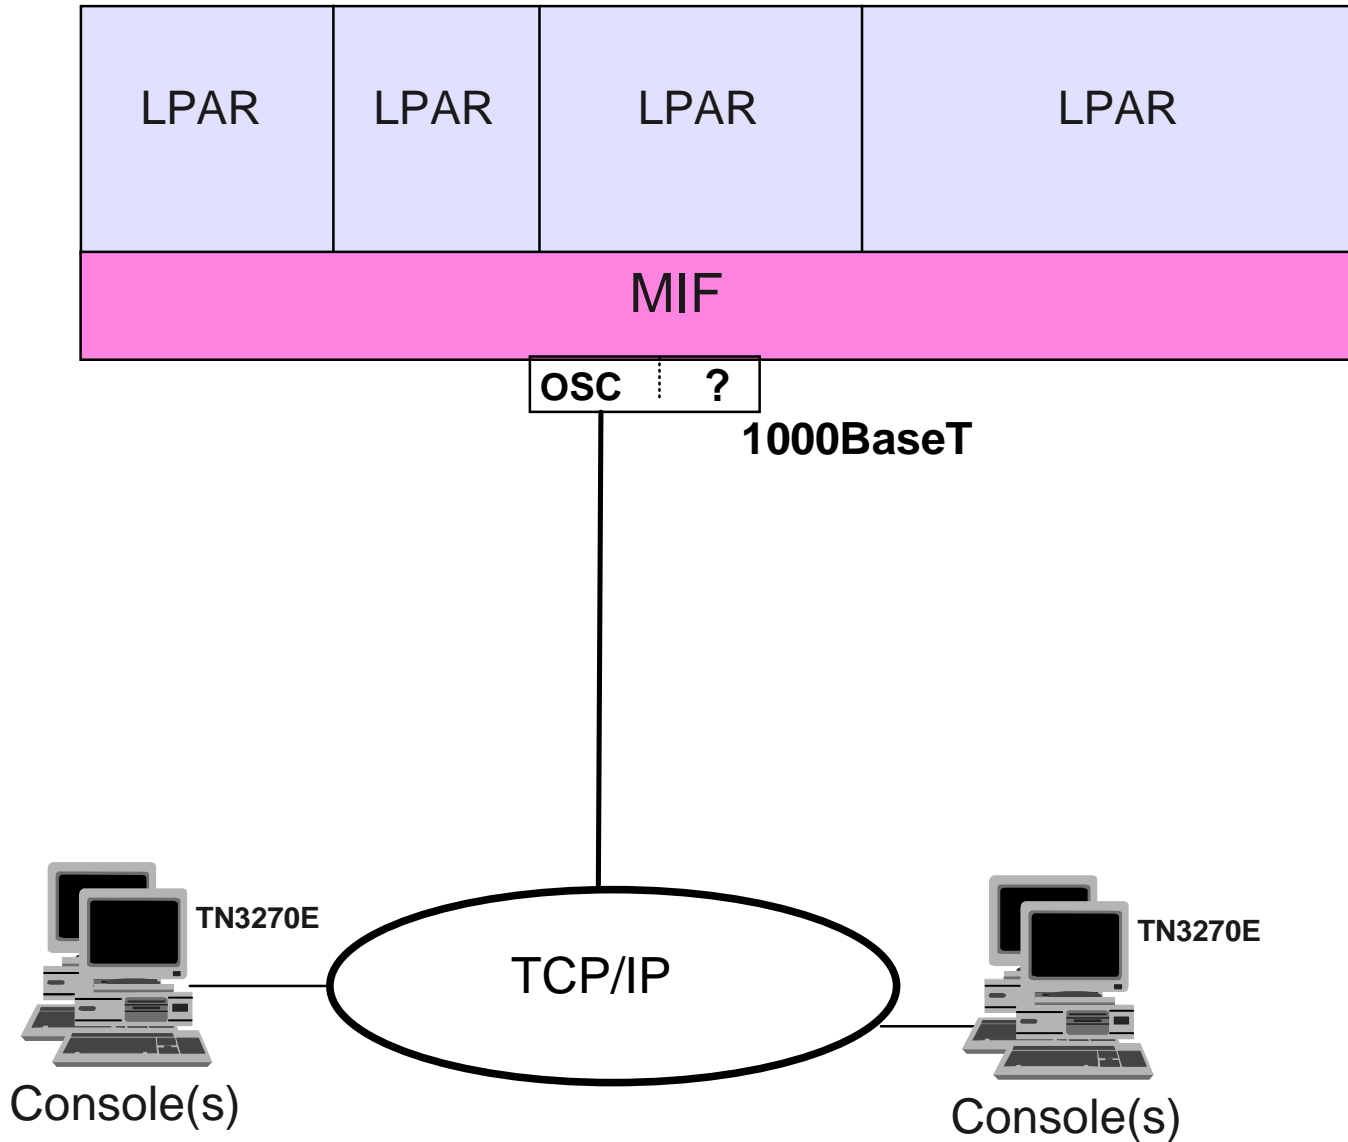 LPAR LPAR LPAR LPAR
MIF
OSC ?
1000BaseT
TN3270E
TN3270E
TCP/IP
Console(s)
Console(s)